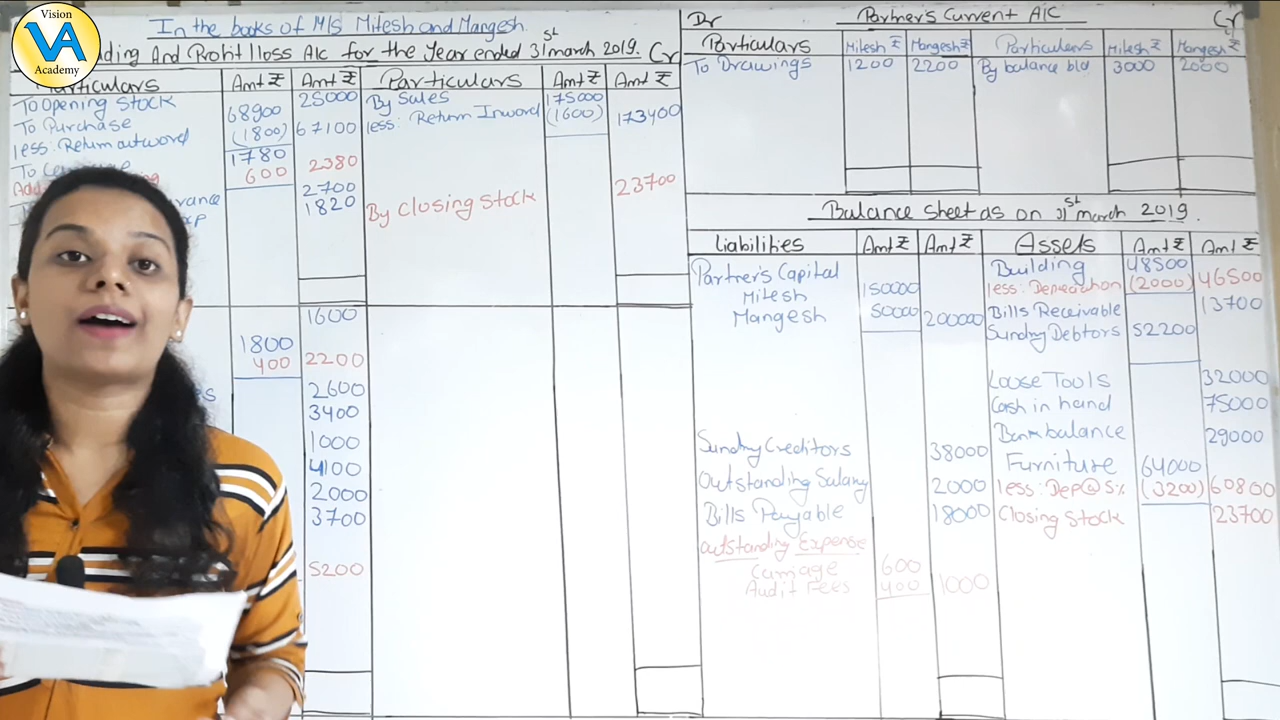 Vision
VA
Academy
In the books of M/S Mitesh and Mangesh.
ding And Profit loss A/c for the Year ended 31st march 2019. Cr
Particulars Amt ₹ Amt ₹ Particulars Amt ₹ Amt ₹
To Opening Stock 25000 By Sales 175000
To Purchase 68900 less: Return Inword (1600) 173400
less: Return outword (1800) 67100
1780
600 2380
2700
1820 By Closing Stock 23700
1600
1800
400 2200
2600
3400
1000
4100
2000
3700
5200
Dr Partner's Current A/C Cr
Particulars Mitesh ₹ Mangesh ₹ Particulars Mitesh ₹ Mangesh ₹
To Drawings 1200 2200 By balance b/d 3000 2000
Balance Sheet as on 31st march 2019.
Liabilities Amt ₹ Amt ₹ Assets Amt ₹ Amt ₹
Partner's Capital Building 48500
Mitesh 150000 less: Depreaction (2000) 46500
Mangesh 50000 200000 Bills Receivable 13700
Sundry Debtors 52200
Loose Tools 32000
Cash in hand 75000
Bank balance 29000
Sundry Creditors 38000 Furniture 64000
Outstanding Salary 2000 less: Dep@5% (3200) 60800
Bills Payable 18000 Closing Stock 23700
outstanding Expense
Carriage 600
Audit Fees 400 1000